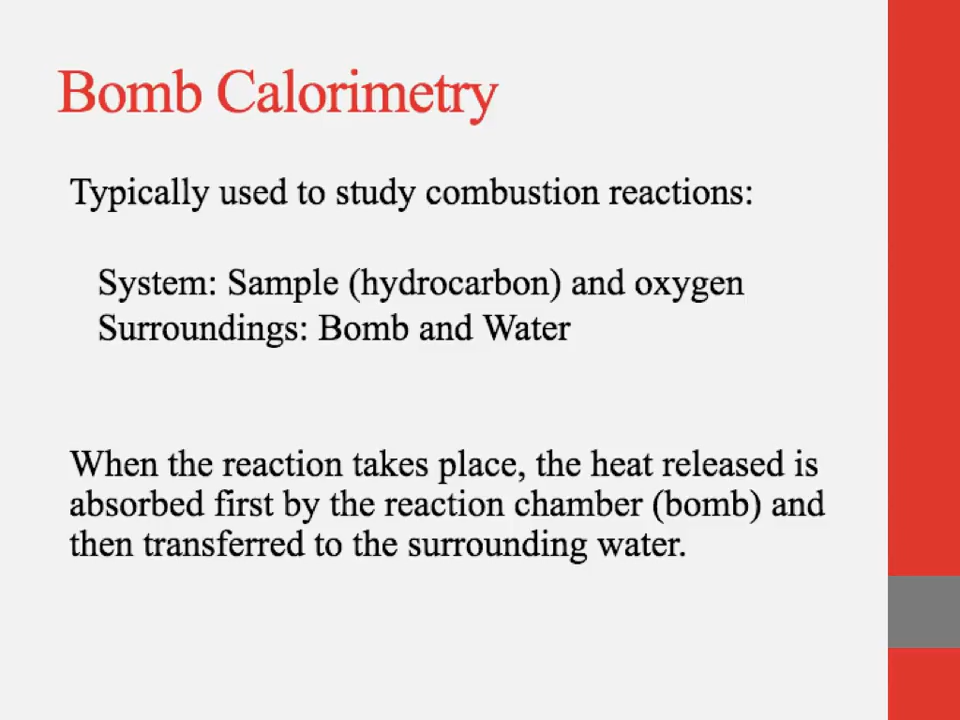 Bomb Calorimetry
Typically used to study combustion reactions:
System: Sample (hydrocarbon) and oxygen
Surroundings: Bomb and Water
When the reaction takes place, the heat released is
absorbed first by the reaction chamber (bomb) and
then transferred to the surrounding water.